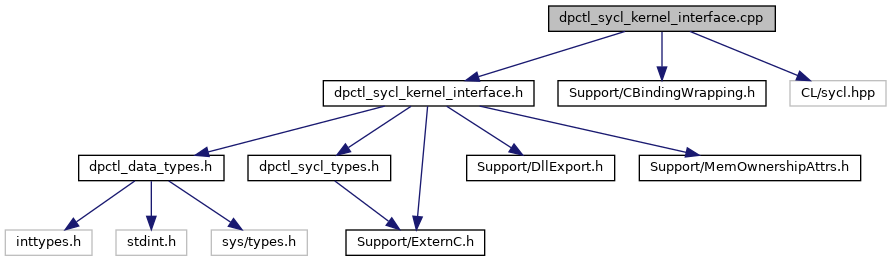 dpctl_sycl_kernel_interface.cpp
dpctl_sycl_kernel_interface.h
Support/CBindingWrapping.h
CL/sycl.hpp
dpctl_data_types.h
dpctl_sycl_types.h
Support/DllExport.h
Support/MemOwnershipAttrs.h
inttypes.h
stdint.h
sys/types.h
Support/ExternC.h